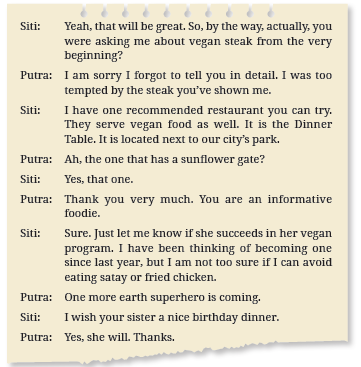 Siti: Yeah, that will be great. So, by the way, actually, you
were asking me about vegan steak from the very
beginning?
Putra: I am sorry I forgot to tell you in detail. I was too
tempted by the steak you’ve shown me.
Siti: I have one recommended restaurant you can try.
They serve vegan food as well. It is the Dinner
Table. It is located next to our city’s park.
Putra: Ah, the one that has a sunflower gate?
Siti: Yes, that one.
Putra: Thank you very much. You are an informative
foodie.
Siti: Sure. Just let me know if she succeeds in her vegan
program. I have been thinking of becoming one
since last year, but I am not too sure if I can avoid
eating satay or fried chicken.
Putra: One more earth superhero is coming.
Siti: I wish your sister a nice birthday dinner.
Putra: Yes, she will. Thanks.